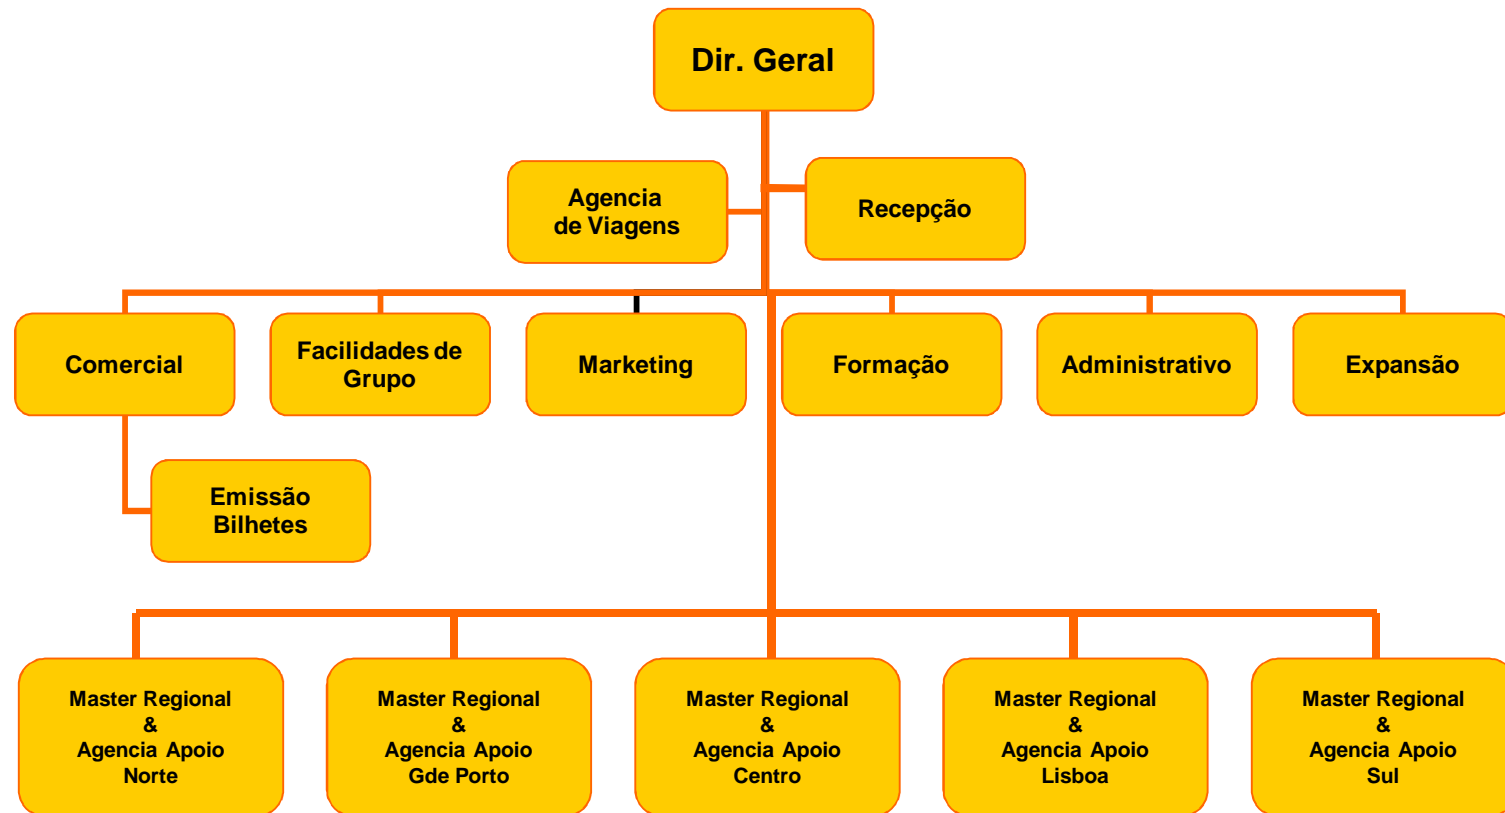 Dir. Geral
Agencia
de Viagens
Recepção
Comercial
Facilidades de
Grupo
Marketing
Formação
Administrativo
Expansão
Emissão
Bilhetes
Master Regional
&
Agencia Apoio
Norte
Master Regional
&
Agencia Apoio
Gde Porto
Master Regional
&
Agencia Apoio
Centro
Master Regional
&
Agencia Apoio
Lisboa
Master Regional
&
Agencia Apoio
Sul